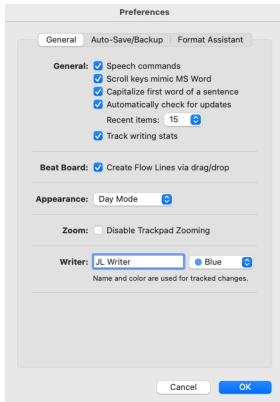 Preferences
General Auto-Save/Backup Format Assistant
General: Speech commands
Scroll keys mimic MS Word
Capitalize first word of a sentence
Automatically check for updates
Recent items: 15
Track writing stats
Beat Board: Create Flow Lines via drag/drop
Appearance: Day Mode
Zoom: Disable Trackpad Zooming
Writer: JL Writer Blue
Name and color are used for tracked changes.
Cancel OK